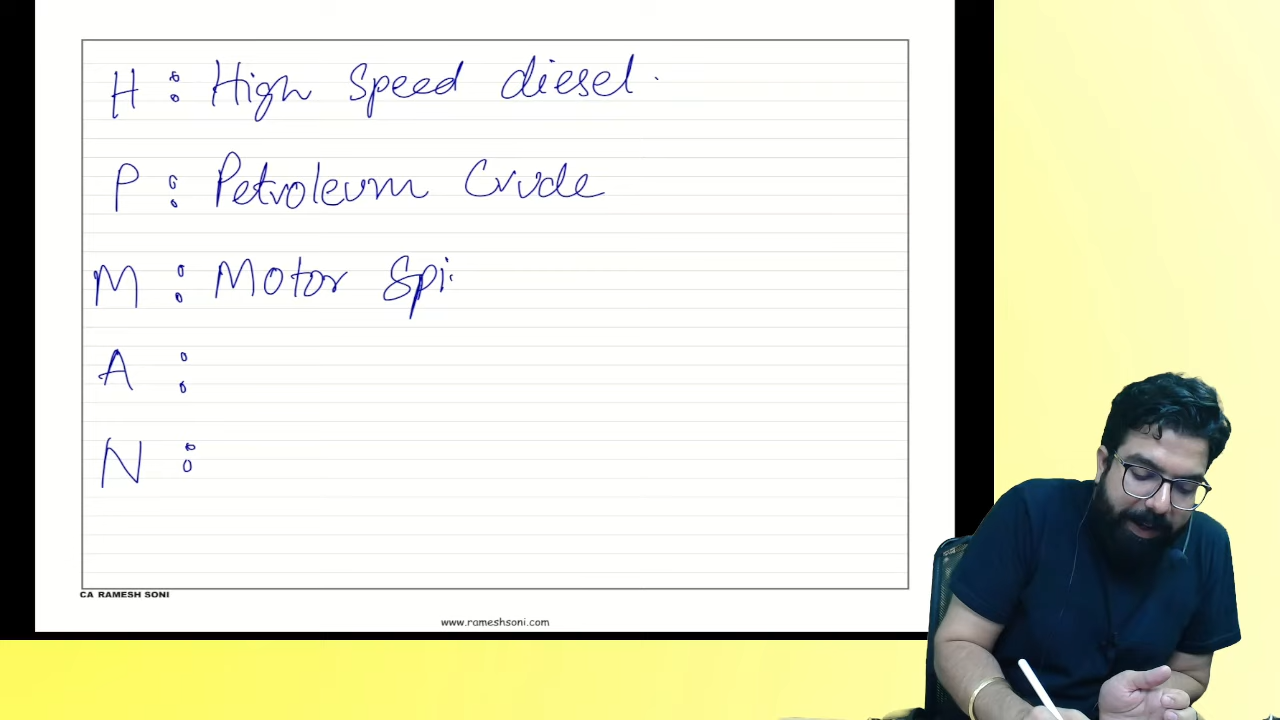 H : High Speed diesel.
P : Petroleum Crude
M : Motor Spi
A :
N :
CA RAMESH SONI
www.rameshsoni.com